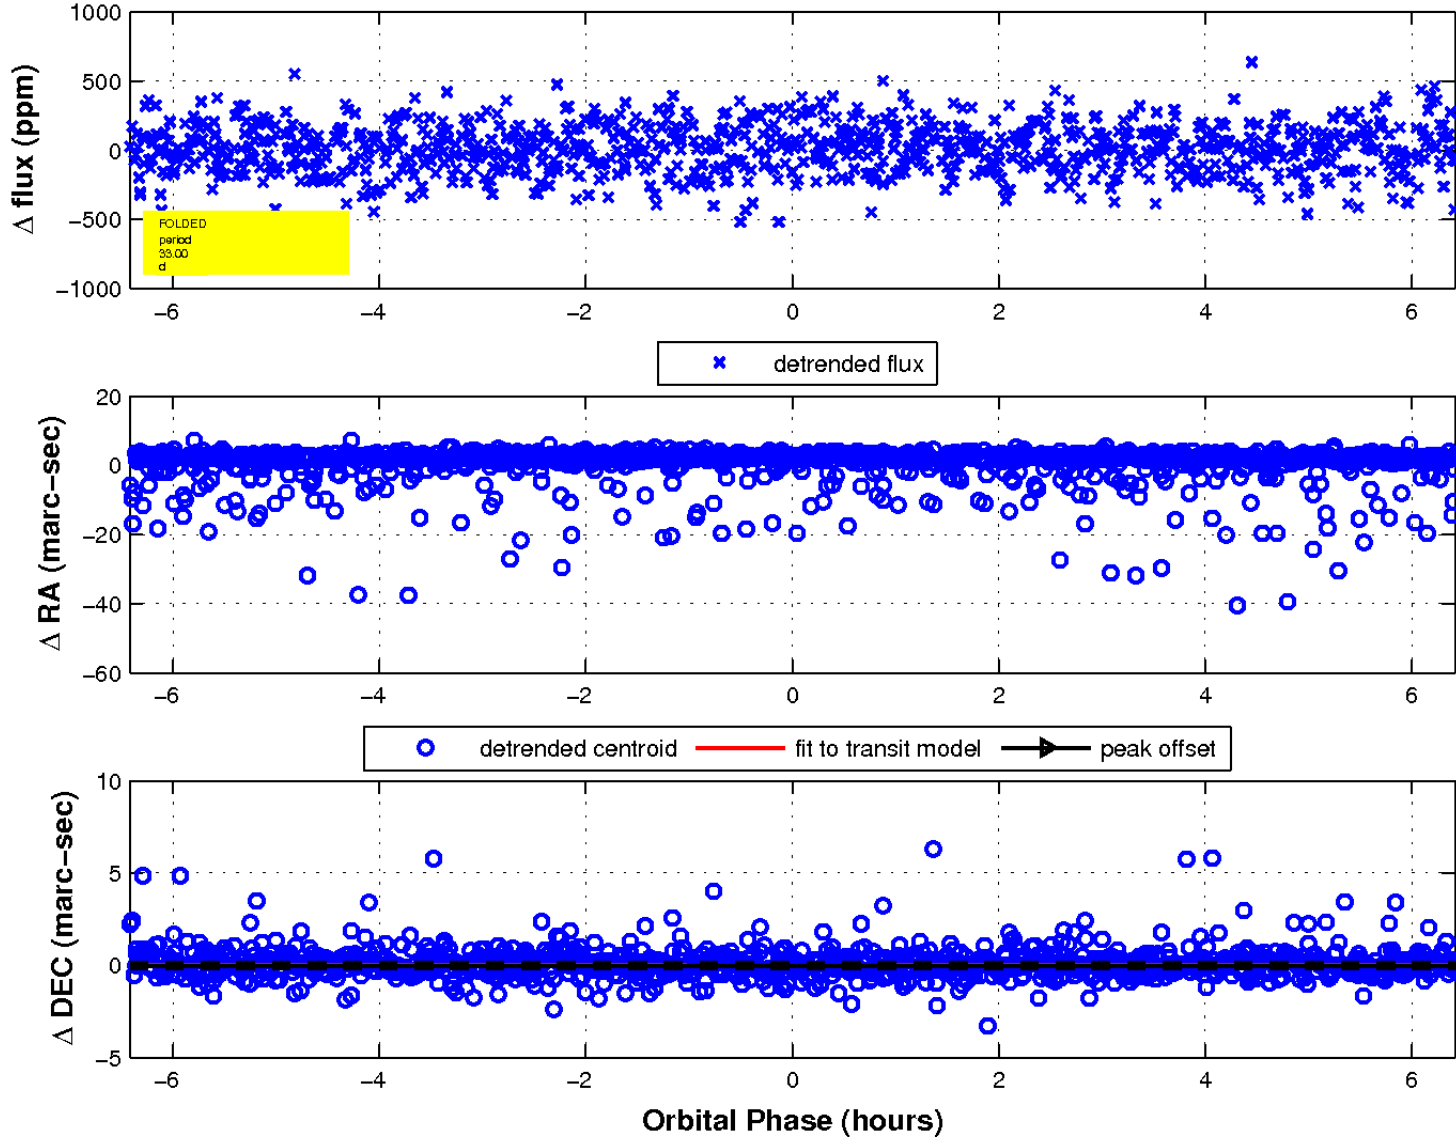 1000
500
0
−500
−1000
Δ flux (ppm)
FOLDED
period
33.00
d
−6 −4 −2 0 2 4 6
detrended flux
20
0
−20
−40
−60
Δ RA (marc−sec)
−6 −4 −2 0 2 4 6
detrended centroid fit to transit model peak offset
10
5
0
−5
Δ DEC (marc−sec)
−6 −4 −2 0 2 4 6
Orbital Phase (hours)